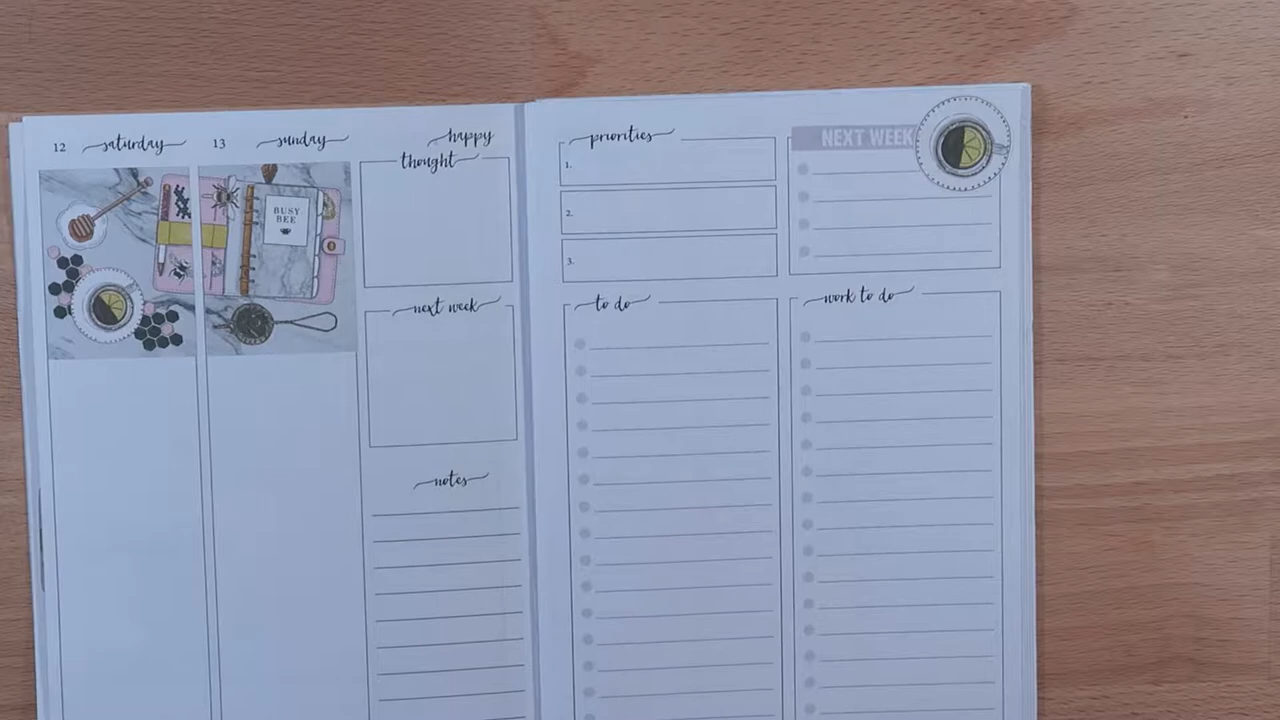 12 saturday
13 sunday
happy
thought
BUSY
BEE
next week
notes
priorities
1.
2.
3.
NEXT WEEK
to do
work to do